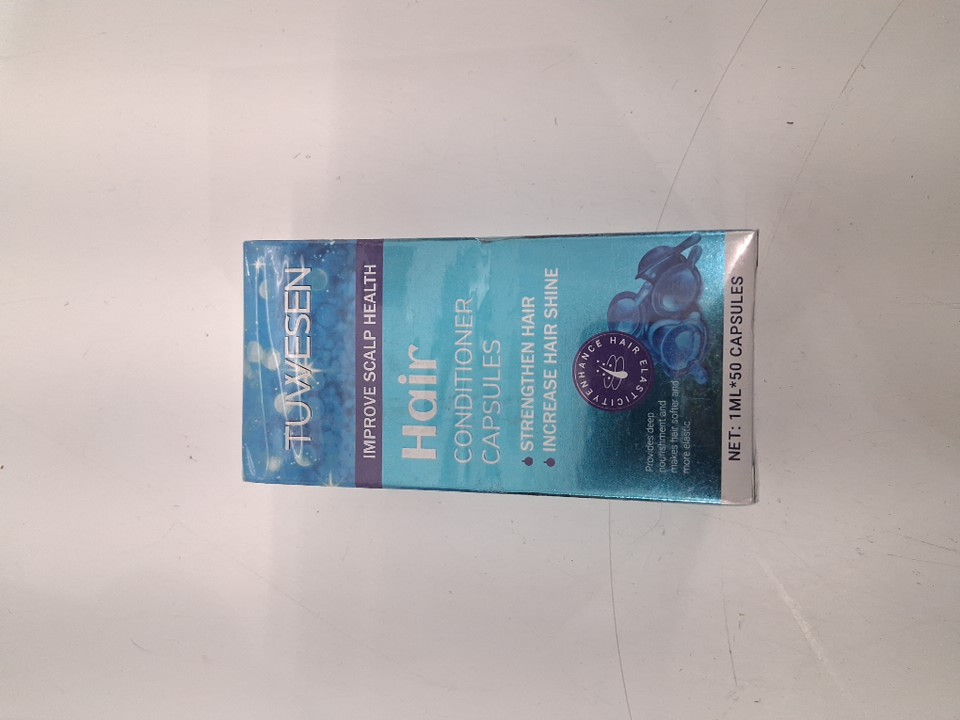 TUWESEN
IMPROVE SCALP HEALTH
Hair
CONDITIONER
CAPSULES
STRENGTHEN HAIR
INCREASE HAIR SHINE
ENHANCE HAIR ELASTICITY
Provides deep
nourishment and
makes hair softer and
more elastic
NET: 1ML*50 CAPSULES